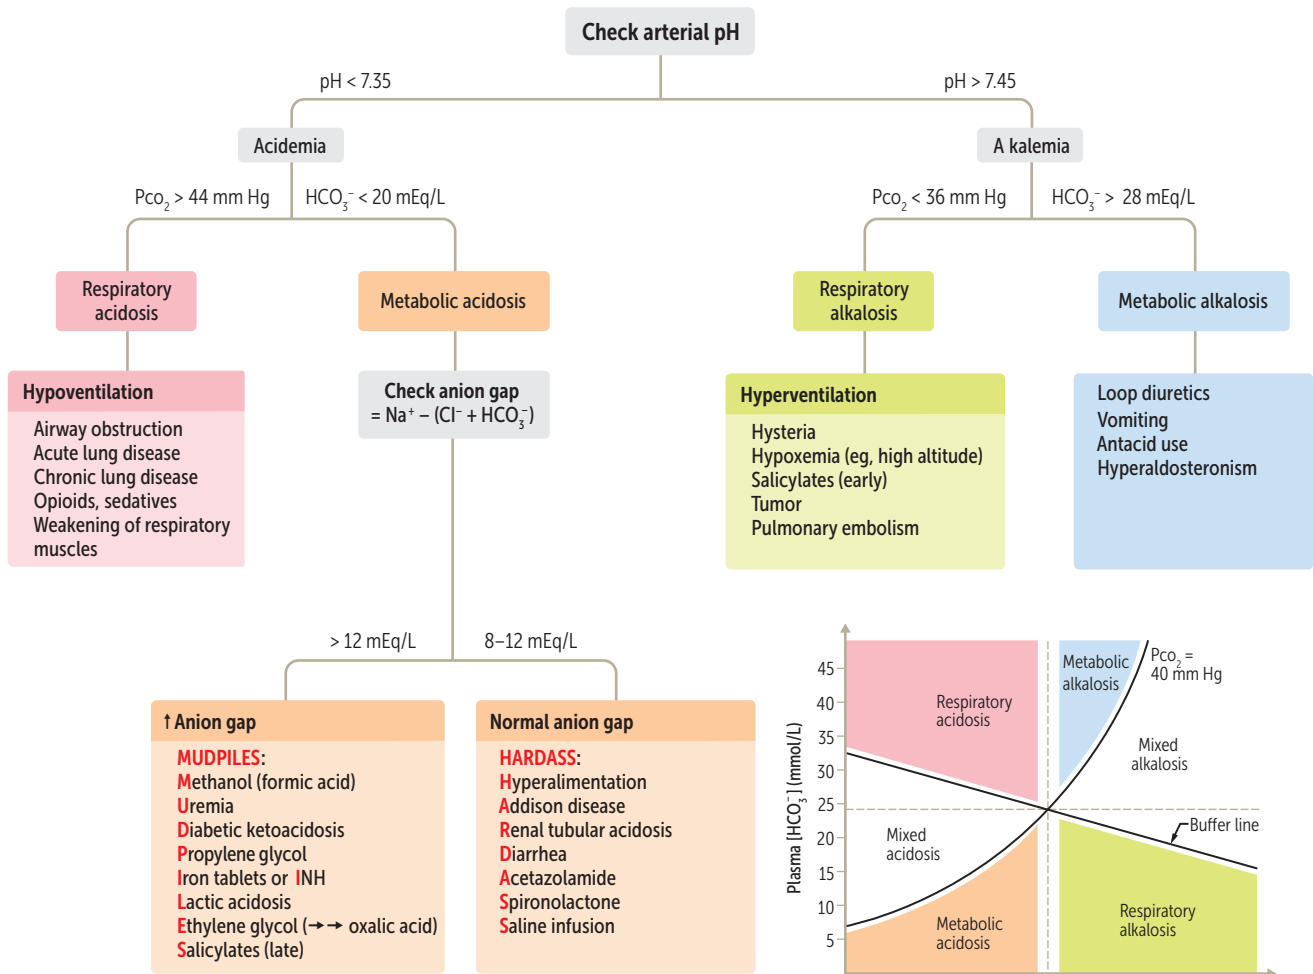 Check arterial pH
pH < 7.35
pH > 7.45
Acidemia
A kalemia
Pco₂ > 44 mm Hg
HCO₃⁻ < 20 mEq/L
Pco₂ < 36 mm Hg
HCO₃⁻ > 28 mEq/L
Respiratory
acidosis
Metabolic acidosis
Respiratory
alkalosis
Metabolic alkalosis
Hypoventilation
Airway obstruction
Acute lung disease
Chronic lung disease
Opioids, sedatives
Weakening of respiratory
muscles
Check anion gap
= Na⁺ – (Cl⁻ + HCO₃⁻)
Hyperventilation
Hysteria
Hypoxemia (eg, high altitude)
Salicylates (early)
Tumor
Pulmonary embolism
Loop diuretics
Vomiting
Antacid use
Hyperaldosteronism
> 12 mEq/L
8–12 mEq/L
↑ Anion gap
MUDPILES:
Methanol (formic acid)
Uremia
Diabetic ketoacidosis
Propylene glycol
Iron tablets or INH
Lactic acidosis
Ethylene glycol (→→ oxalic acid)
Salicylates (late)
Normal anion gap
HARDASS:
Hyperalimentation
Addison disease
Renal tubular acidosis
Diarrhea
Acetazolamide
Spironolactone
Saline infusion
Plasma [HCO₃⁻] (mmol/L)
45
40
35
30
25
20
15
10
5
Respiratory
acidosis
Metabolic
alkalosis
Pco₂ =
40 mm Hg
Mixed
alkalosis
Buffer line
Mixed
acidosis
Metabolic
acidosis
Respiratory
alkalosis